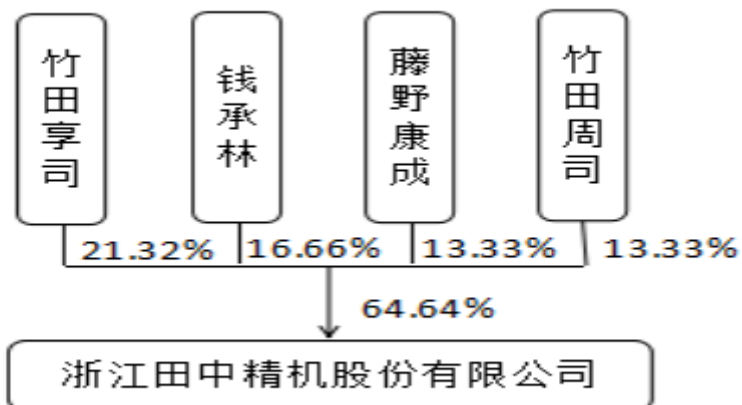 竹田享司
钱承林
藤野康成
竹田周司
21.32%
16.66%
13.33%
13.33%
64.64%
浙江田中精机股份有限公司